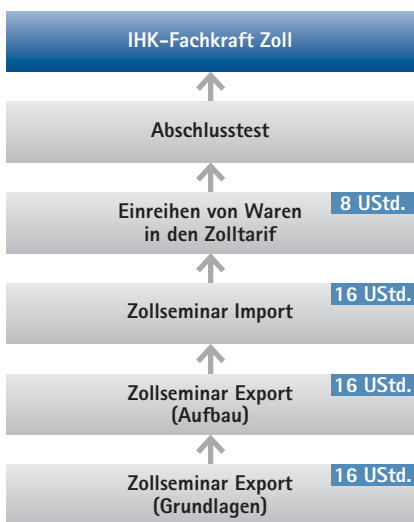 IHK-Fachkraft Zoll
Abschlusstest
8 UStd.
Einreihen von Waren
in den Zolltarif
16 UStd.
Zollseminar Import
16 UStd.
Zollseminar Export
(Aufbau)
16 UStd.
Zollseminar Export
(Grundlagen)